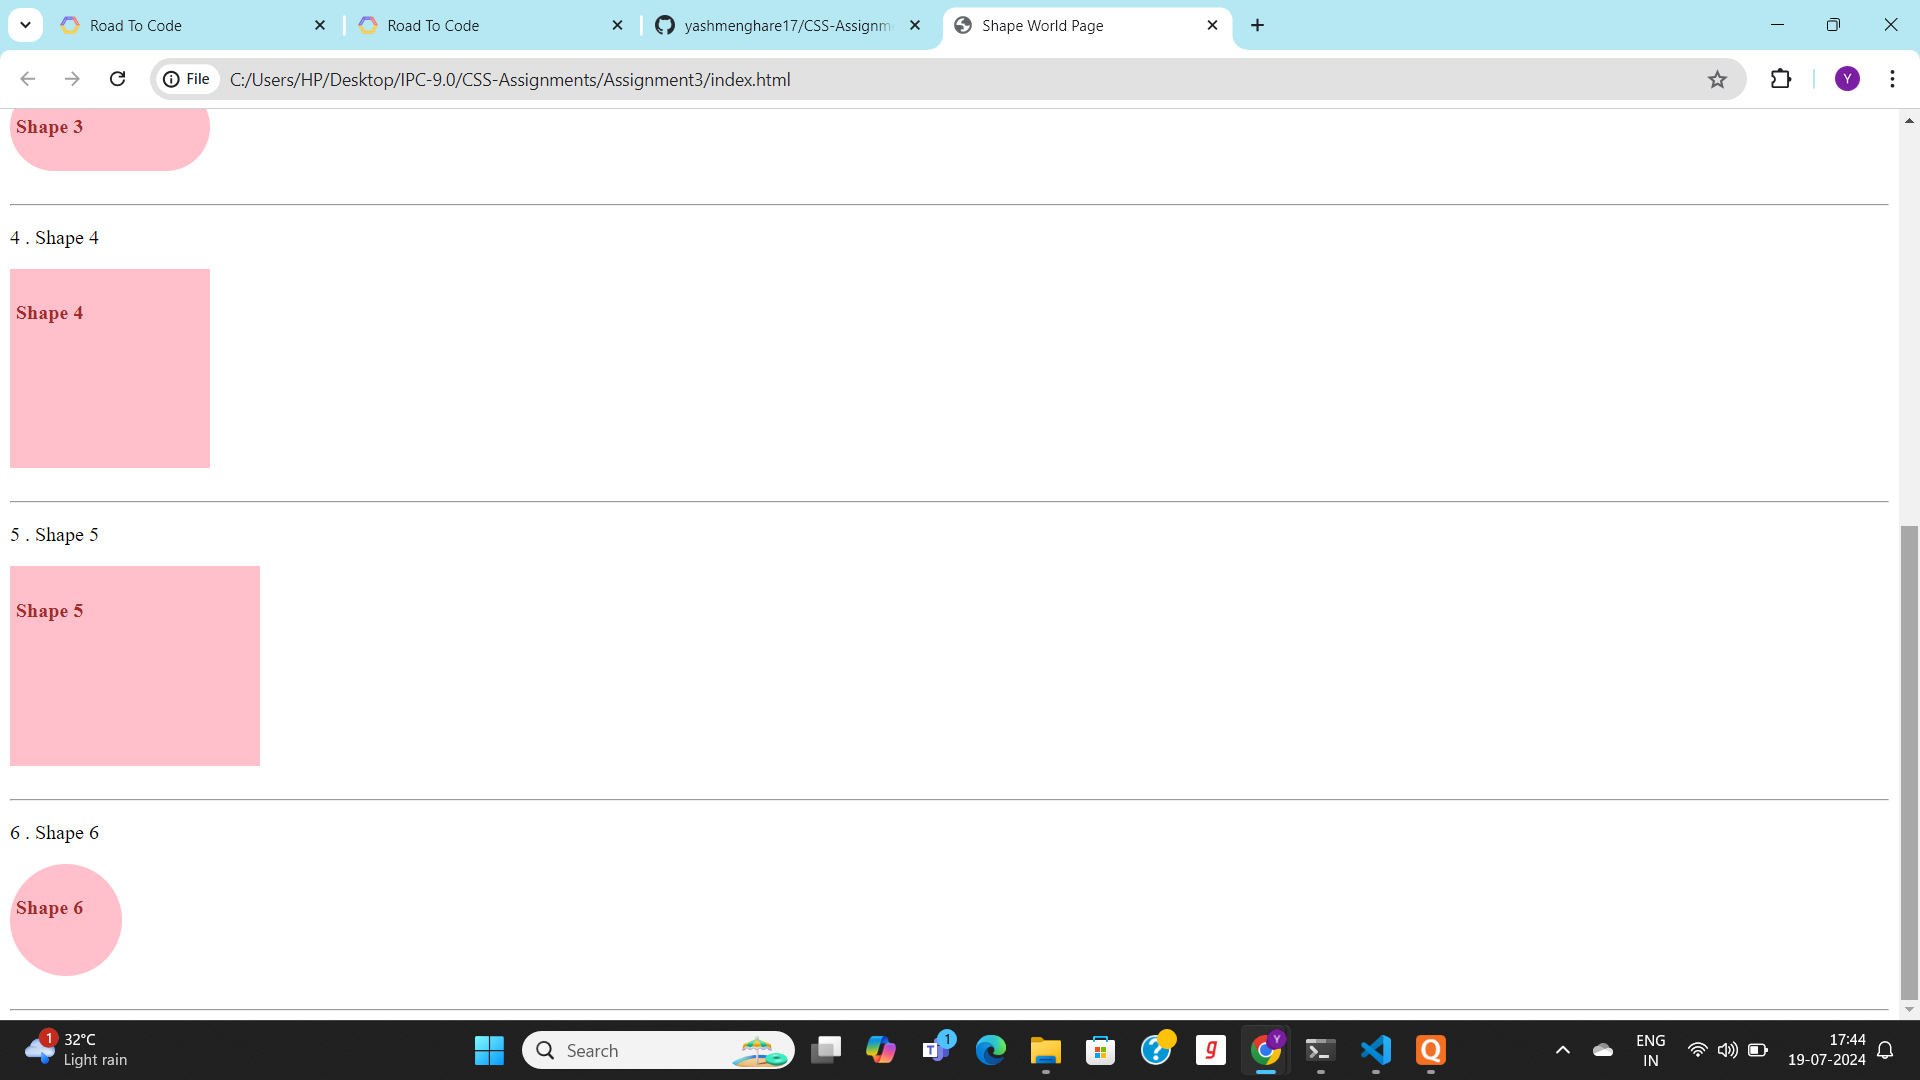 Road To Code
Road To Code
yashmenghare17/CSS-Assignm
Shape World Page
File
C:/Users/HP/Desktop/IPC-9.0/CSS-Assignments/Assignment3/index.html
Y
Shape 3
4 . Shape 4
Shape 4
5 . Shape 5
Shape 5
6 . Shape 6
Shape 6
1
32°C
Light rain
Search
T
1
?
g
Y
Q
ENG
IN
17:44
19-07-2024